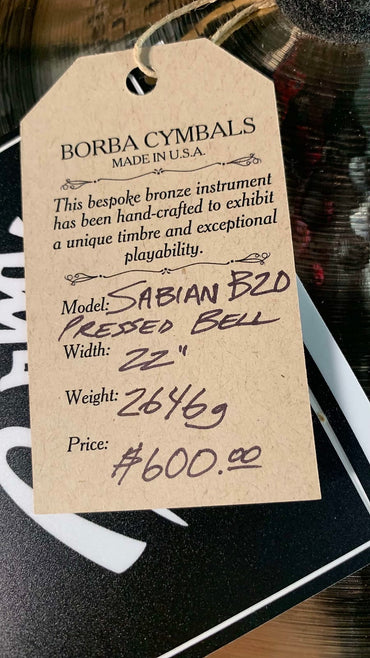 BORBA CYMBALS
MADE IN U.S.A.
This bespoke bronze instrument
has been hand-crafted to exhibit
a unique timbre and exceptional
playability.
Model: SABIAN B20
PRESSED BELL
Width: 22"
Weight: 2646g
Price: $600.00